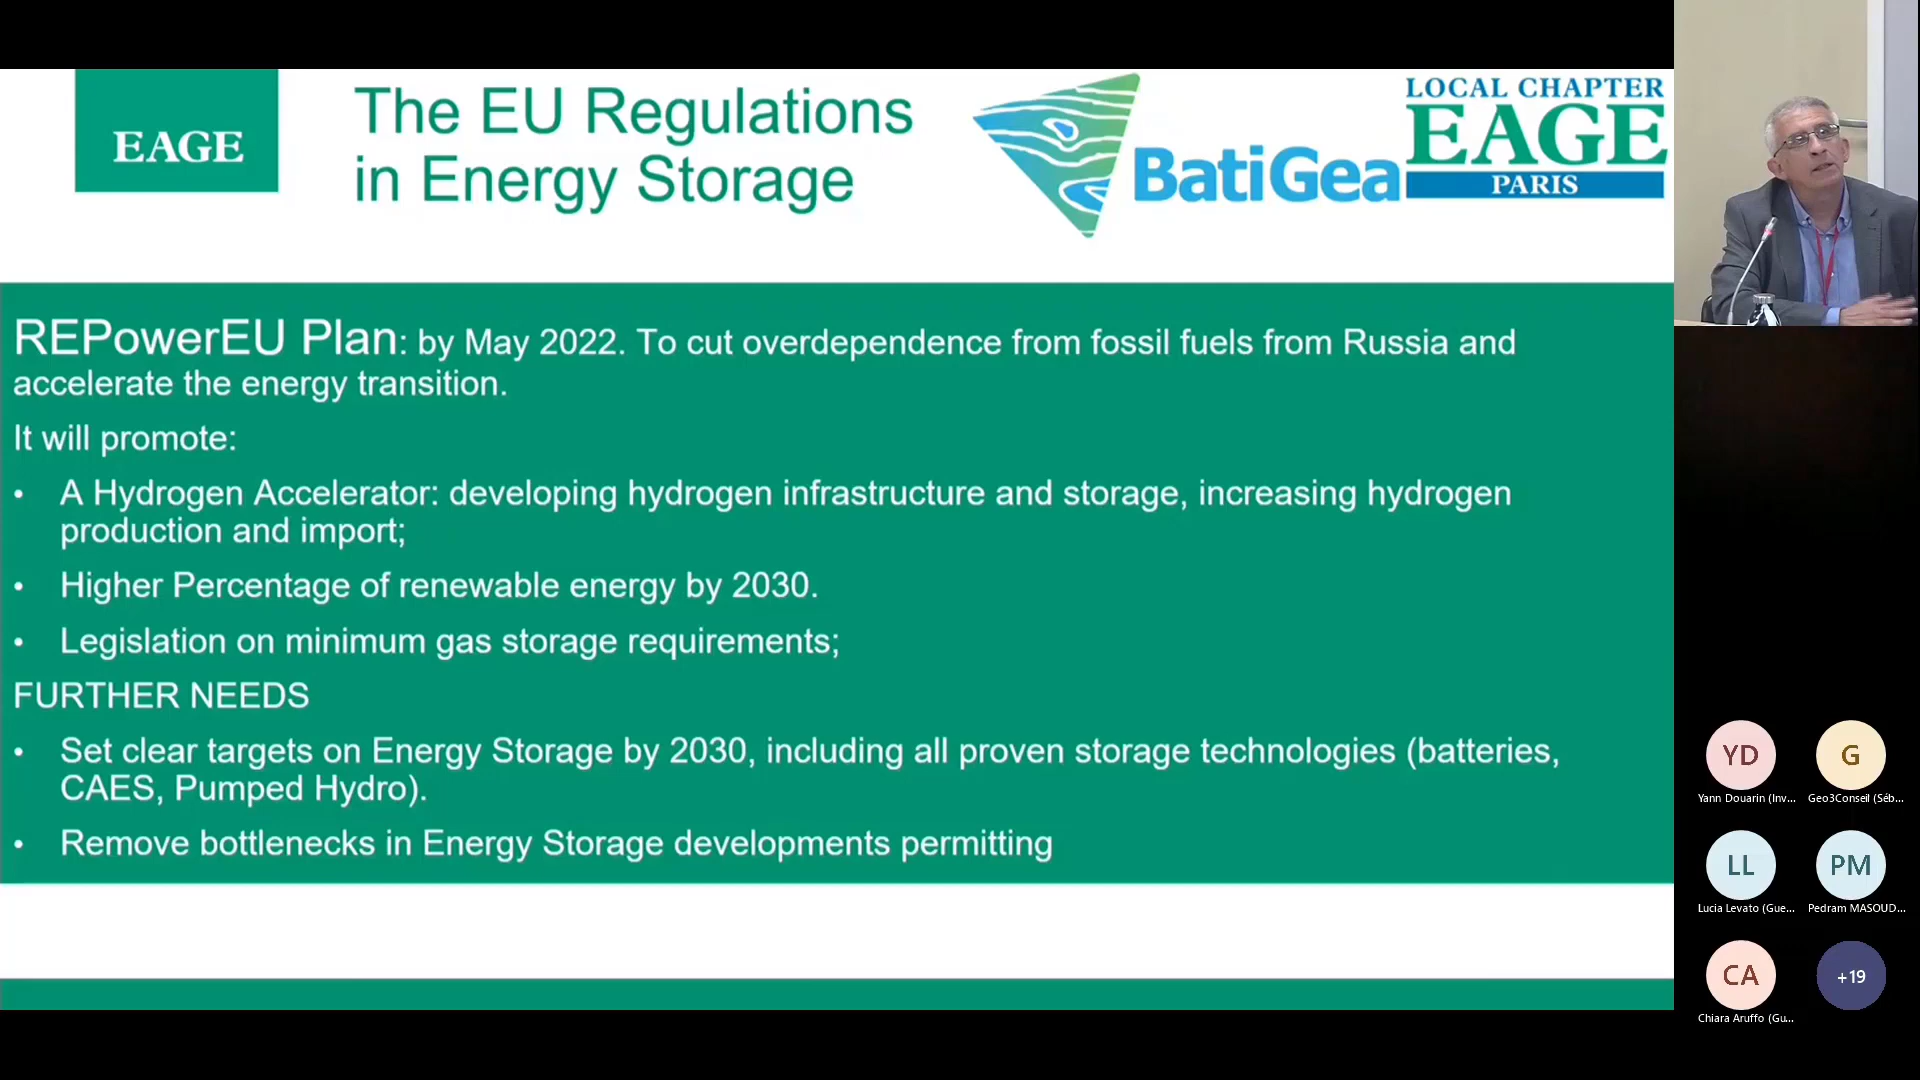 EAGE
The EU Regulations
in Energy Storage
BatiGea
LOCAL CHAPTER
EAGE
PARIS
REPowerEU Plan: by May 2022. To cut overdependence from fossil fuels from Russia and
accelerate the energy transition.
It will promote:
• A Hydrogen Accelerator: developing hydrogen infrastructure and storage, increasing hydrogen
production and import;
• Higher Percentage of renewable energy by 2030.
• Legislation on minimum gas storage requirements;
FURTHER NEEDS
• Set clear targets on Energy Storage by 2030, including all proven storage technologies (batteries,
CAES, Pumped Hydro).
• Remove bottlenecks in Energy Storage developments permitting
YD
Yann Douarin (Inv...
G
Geo3Conseil (Séb...
LL
Lucia Levato (Gue...
PM
Pedram MASOUD...
CA
Chiara Aruffo (Gu...
+19